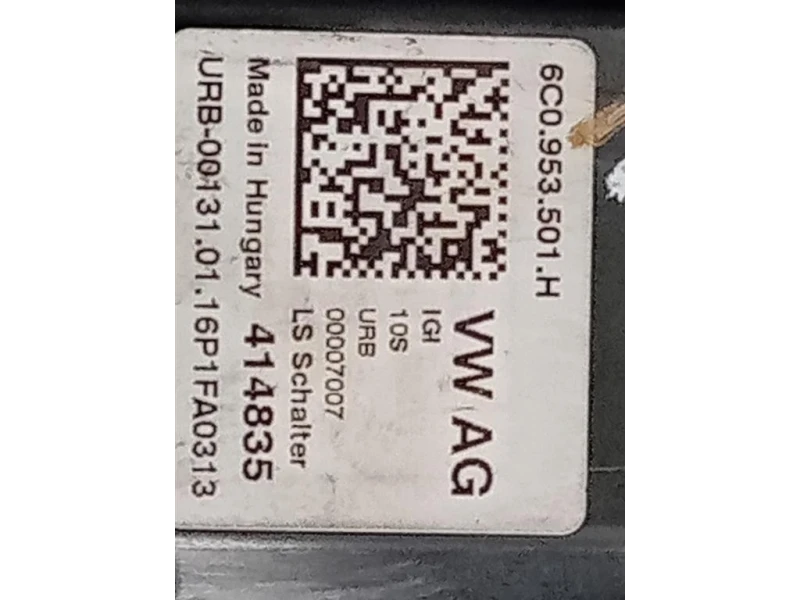 6C0.953.501.H
VW AG
IGI
10S
URB
00007007
LS Schalter
Made in Hungary 414835
URB-00131.01.16P1FA0313